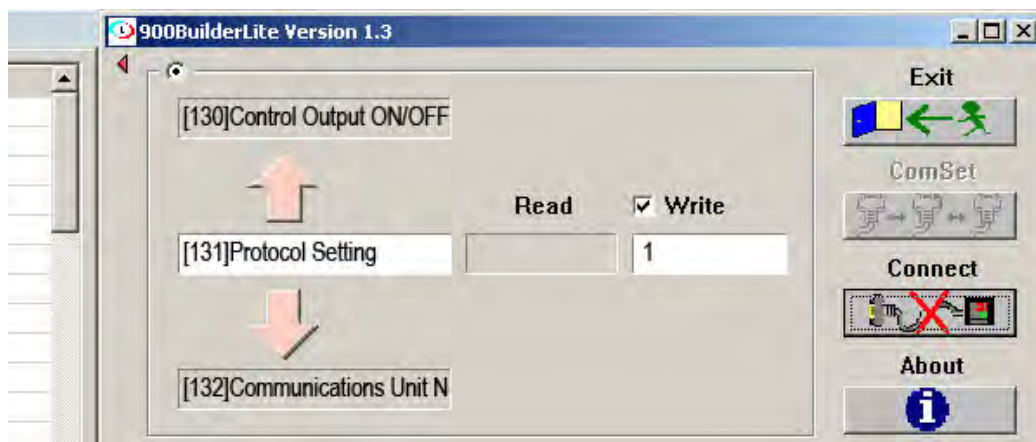 900BuilderLite Version 1.3
Exit
[130]Control Output ON/OFF
ComSet
Read
Write
[131]Protocol Setting
1
Connect
About
[132]Communications Unit N